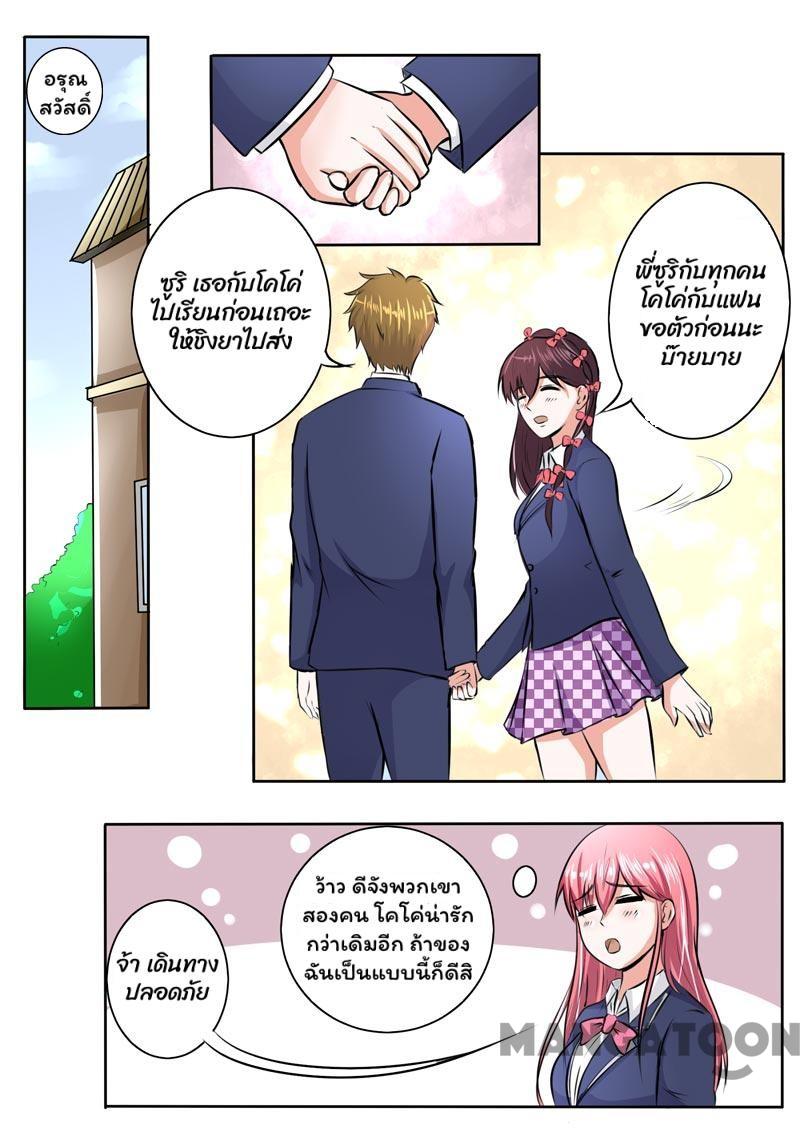 อรุณ
สวัสดิ์
ซูริ เธอกับโคโค่
ไปเรียนก่อนเถอะ
ให้ชิงยาไปส่ง
พี่ซูริกับทุกคน
โคโค่กับแฟน
ขอตัวก่อนนะ
บ๊ายบาย
ว้าว ดีจังพวกเขา
สองคน โคโค่น่ารัก
กว่าเดิมอีก ถ้าของ
ฉันเป็นแบบนี้ก็ดีสิ
จ้า เดินทาง
ปลอดภัย
MANGATOON